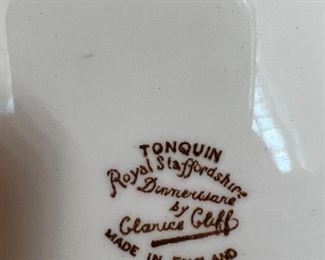 TONQUIN
Royal Staffordshire
Dinnerware
by
Clarice Cliff
MADE IN ENGLAND